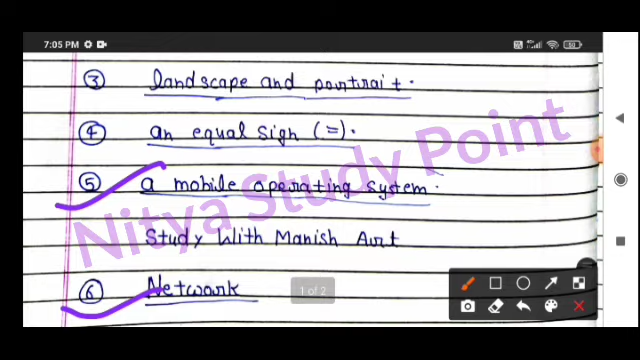 7:05 PM
③ landscape and portrait.
④ an equal sign (=).
⑤ a mobile operating system.
Study With Manish Art
⑥ Network
1 of 2
Nitya Study Point